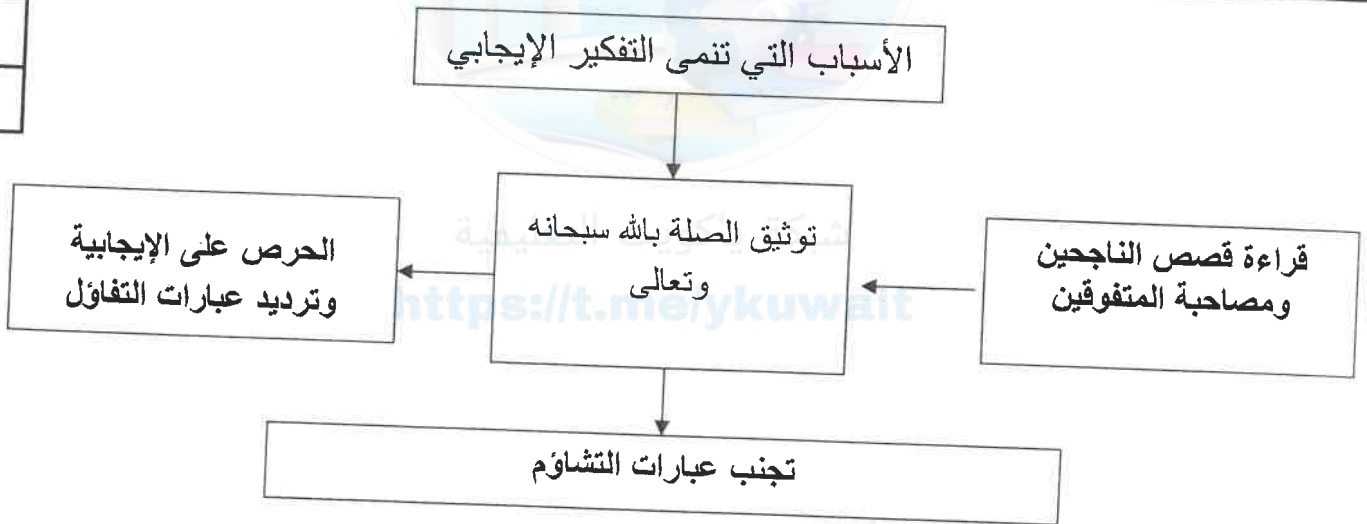 الأسباب التي تنمى التفكير الإيجابي
قراءة قصص الناجحين
ومصاحبة المتفوقين
توثيق الصلة بالله سبحانه
وتعالى
الحرص على الإيجابية
وترديد عبارات التفاؤل
https://t.me/ykuwait
تجنب عبارات التشاؤم